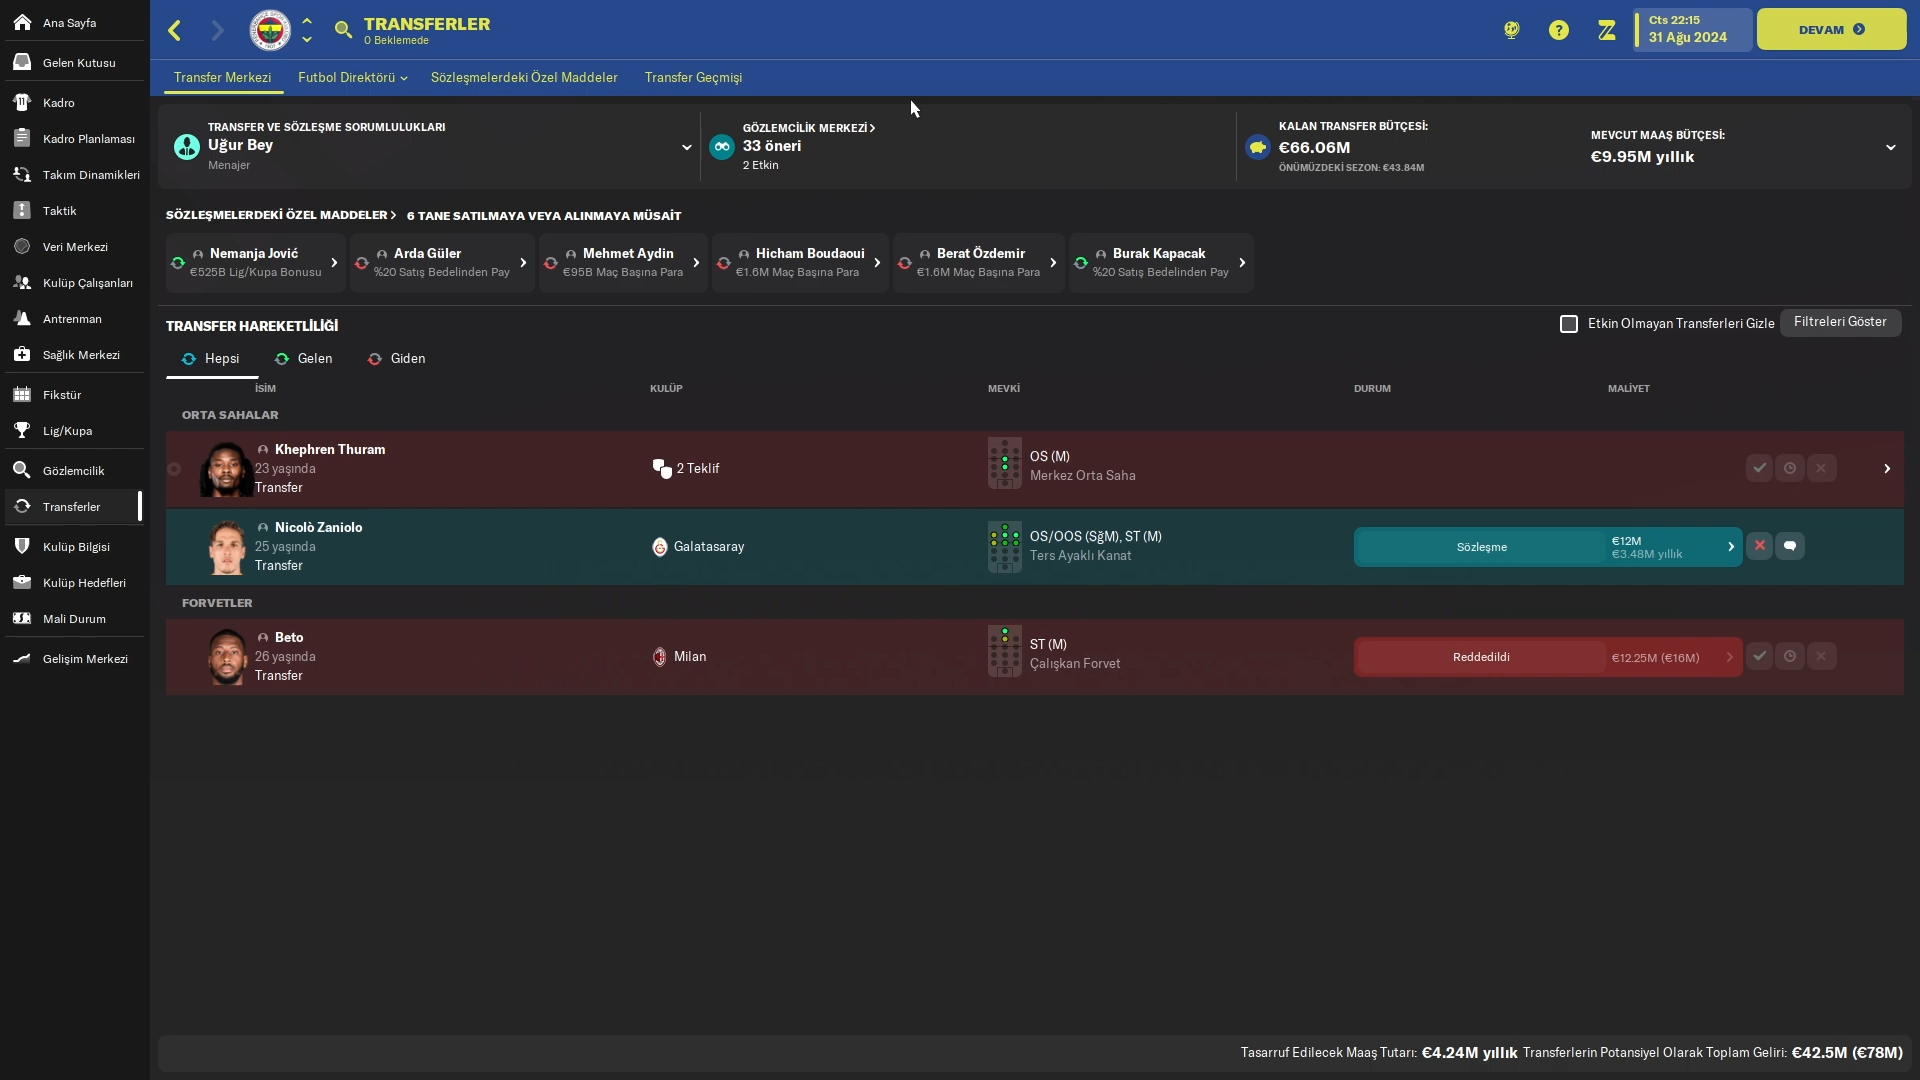 Ana Sayfa
Gelen Kutusu
Kadro
Kadro Planlaması
Takım Dinamikleri
Taktik
Veri Merkezi
Kulüp Çalışanları
Antrenman
Sağlık Merkezi
Fikstür
Lig/Kupa
Gözlemcilik
Transferler
Kulüp Bilgisi
Kulüp Hedefleri
Mali Durum
Gelişim Merkezi
TRANSFERLER
0 Beklemede
Cts 22:15
31 Ağu 2024
DEVAM
Transfer Merkezi
Futbol Direktörü
Sözleşmelerdeki Özel Maddeler
Transfer Geçmişi
TRANSFER VE SÖZLEŞME SORUMLULUKLARI
Uğur Bey
Menajer
GÖZLEMCİLİK MERKEZİ
33 öneri
2 Etkin
KALAN TRANSFER BÜTÇESİ:
€66.06M
ÖNÜMÜZDEKİ SEZON: €43.84M
MEVCUT MAAŞ BÜTÇESİ:
€9.95M yıllık
SÖZLEŞMELERDEKİ ÖZEL MADDELER 6 TANE SATILMAYA VEYA ALINMAYA MÜSAİT
Nemanja Jović
€525B Lig/Kupa Bonusu
Arda Güler
%20 Satış Bedelinden Pay
Mehmet Aydin
€95B Maç Başına Para
Hicham Boudaoui
€1.6M Maç Başına Para
Berat Özdemir
€1.6M Maç Başına Para
Burak Kapacak
%20 Satış Bedelinden Pay
TRANSFER HAREKETLİLİĞİ
Etkin Olmayan Transferleri Gizle
Filtreleri Göster
Hepsi
Gelen
Giden
İSİM
KULÜP
MEVKİ
DURUM
MALİYET
ORTA SAHALAR
Khephren Thuram
23 yaşında
Transfer
2 Teklif
OS (M)
Merkez Orta Saha
Nicolò Zaniolo
25 yaşında
Transfer
Galatasaray
OS/OOS (SğM), ST (M)
Ters Ayaklı Kanat
Sözleşme
€12M
€3.48M yıllık
FORVETLER
Beto
26 yaşında
Transfer
Milan
ST (M)
Çalışkan Forvet
Reddedildi
€12.25M (€16M)
Tasarruf Edilecek Maaş Tutarı: €4.24M yıllık Transferlerin Potansiyel Olarak Toplam Geliri: €42.5M (€78M)